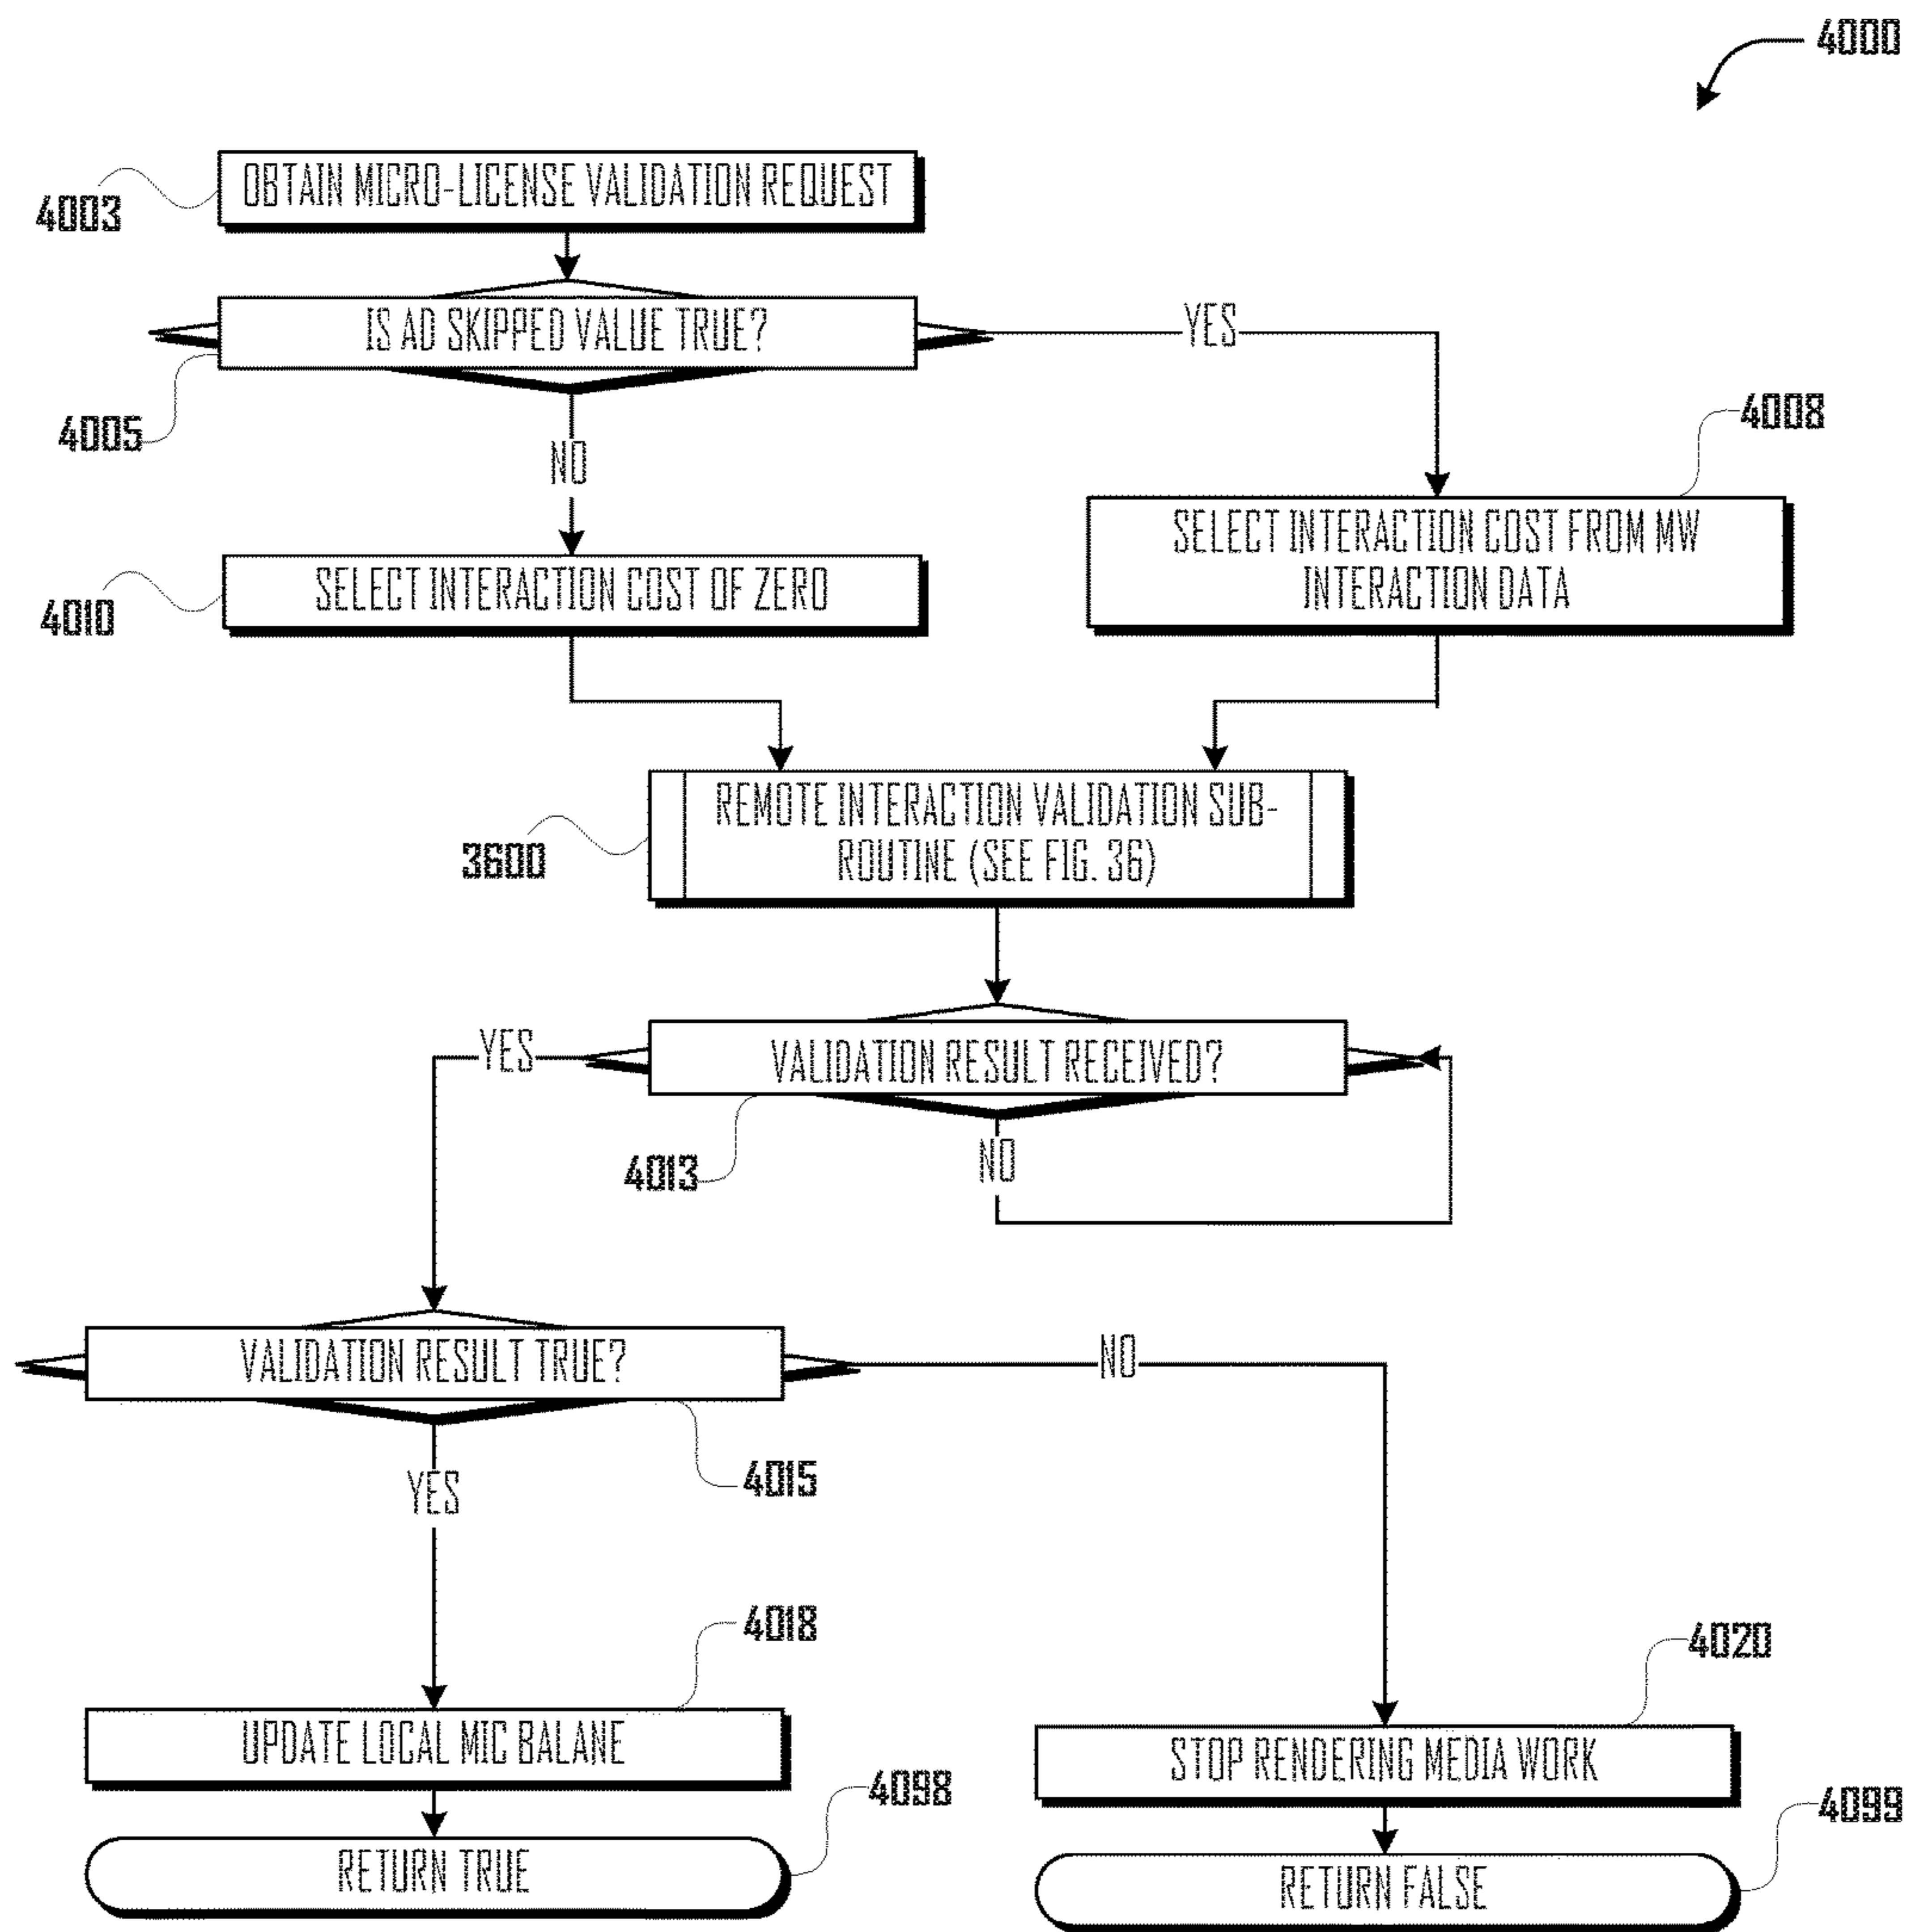 4000
OBTAIN MICRO-LICENSE VALIDATION REQUEST
4003
IS AD SKIPPED VALUE TRUE?
YES
4005
NO
4008
SELECT INTERACTION COST FROM MW
INTERACTION DATA
SELECT INTERACTION COST OF ZERO
4010
REMOTE INTERACTION VALIDATION SUB-
ROUTINE (SEE FIG. 36)
3600
YES
VALIDATION RESULT RECEIVED?
4013
NO
VALIDATION RESULT TRUE?
NO
4015
YES
4018
4020
UPDATE LOCAL MIC BALANE
STOP RENDERING MEDIA WORK
4098
4099
RETURN TRUE
RETURN FALSE